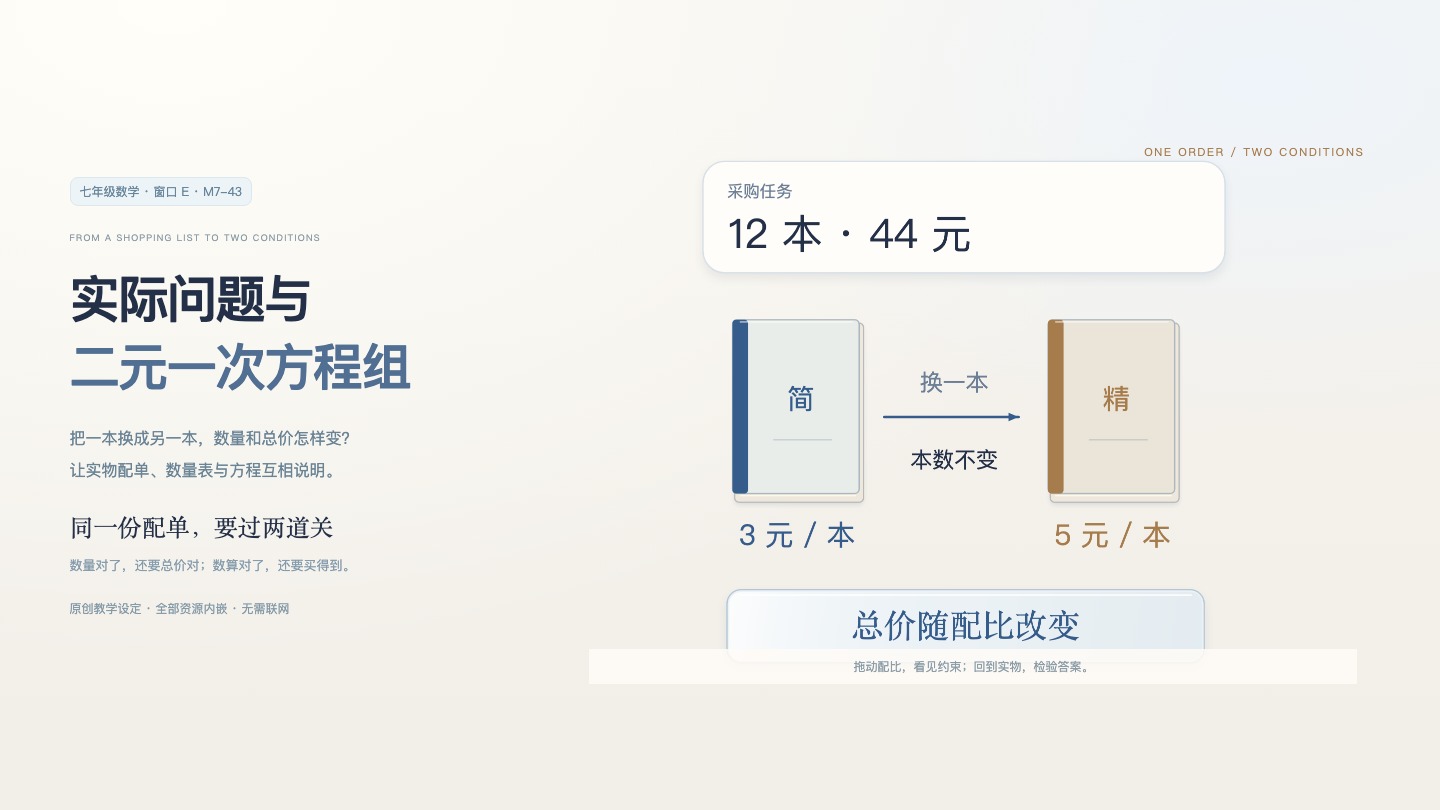 七年级数学 · 窗口 E · M7–43
FROM A SHOPPING LIST TO TWO CONDITIONS
实际问题与
二元一次方程组
把一本换成另一本，数量和总价怎样变？
让实物配单、数量表与方程互相说明。
同一份配单，要过两道关
数量对了，还要总价对；数算对了，还要买得到。
原创教学设定 · 全部资源内嵌 · 无需联网
ONE ORDER / TWO CONDITIONS
采购任务
12 本 · 44 元
简
换一本
本数不变
精
3 元 / 本
5 元 / 本
总价随配比改变
拖动配比，看见约束；回到实物，检验答案。